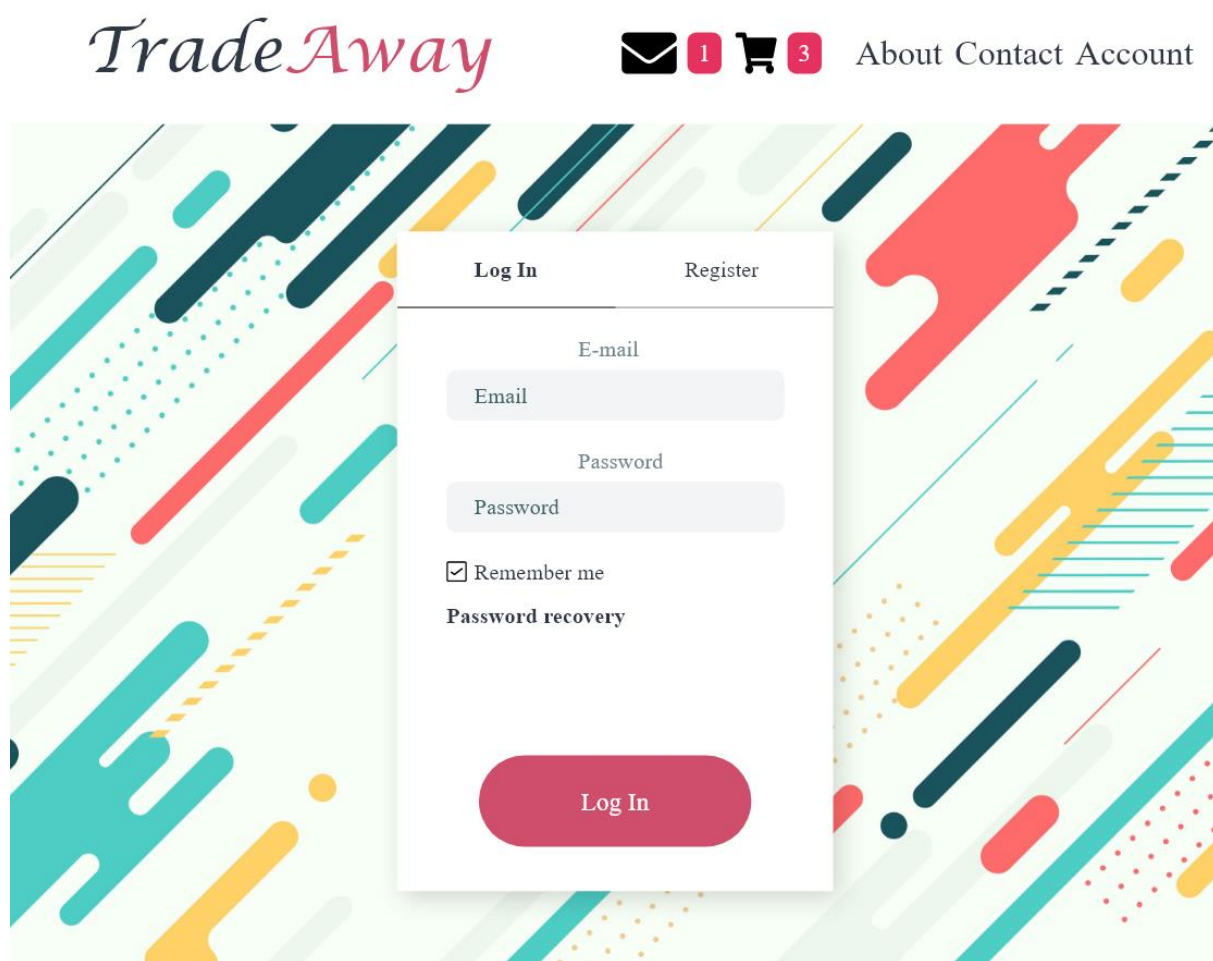 TradeAway 1 3 About Contact Account
Log In Register
E-mail
Email
Password
Password
Remember me
Password recovery
Log In